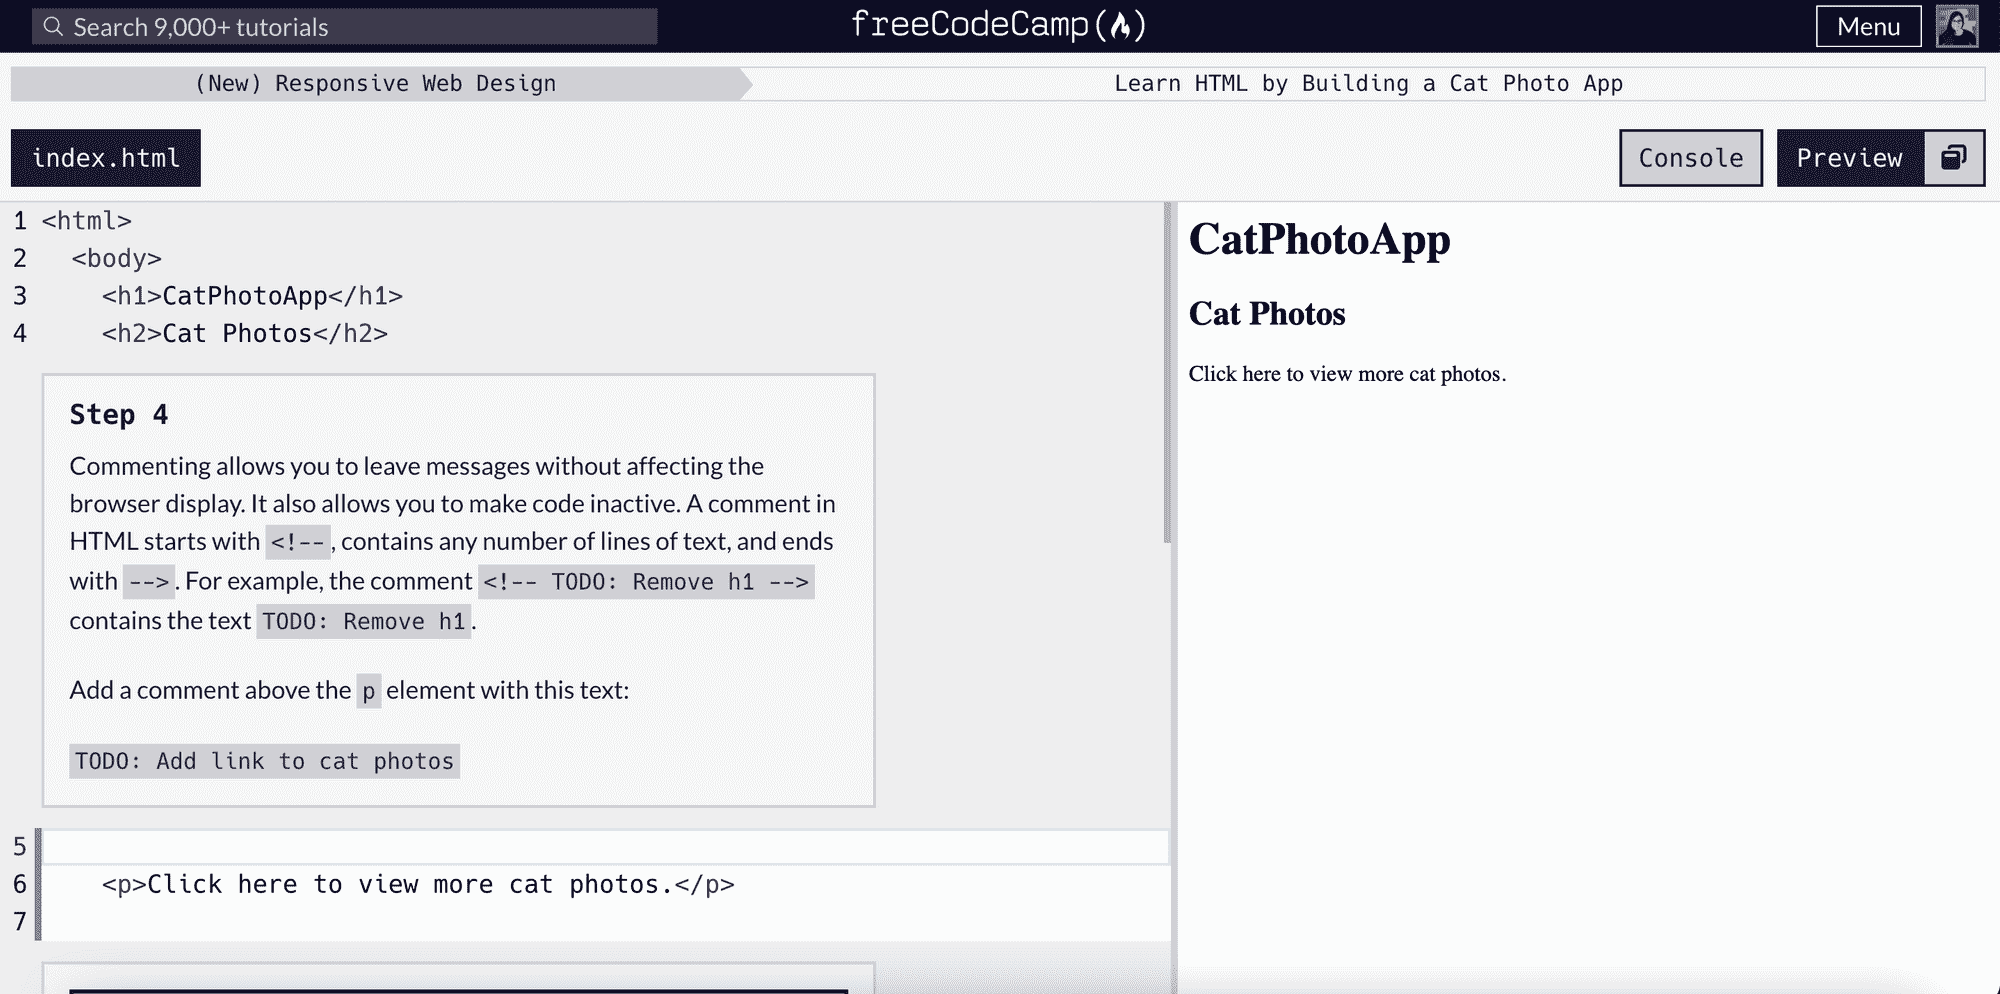 Search 9,000+ tutorials
freeCodeCamp
Menu
(New) Responsive Web Design
Learn HTML by Building a Cat Photo App
index.html
Console
Preview
1 <html>
2 <body>
3 <h1>CatPhotoApp</h1>
4 <h2>Cat Photos</h2>
Step 4
Commenting allows you to leave messages without affecting the
browser display. It also allows you to make code inactive. A comment in
HTML starts with <!--, contains any number of lines of text, and ends
with -->. For example, the comment <!-- TODO: Remove h1 -->
contains the text TODO: Remove h1.
Add a comment above the p element with this text:
TODO: Add link to cat photos
5
6 <p>Click here to view more cat photos.</p>
7
CatPhotoApp
Cat Photos
Click here to view more cat photos.